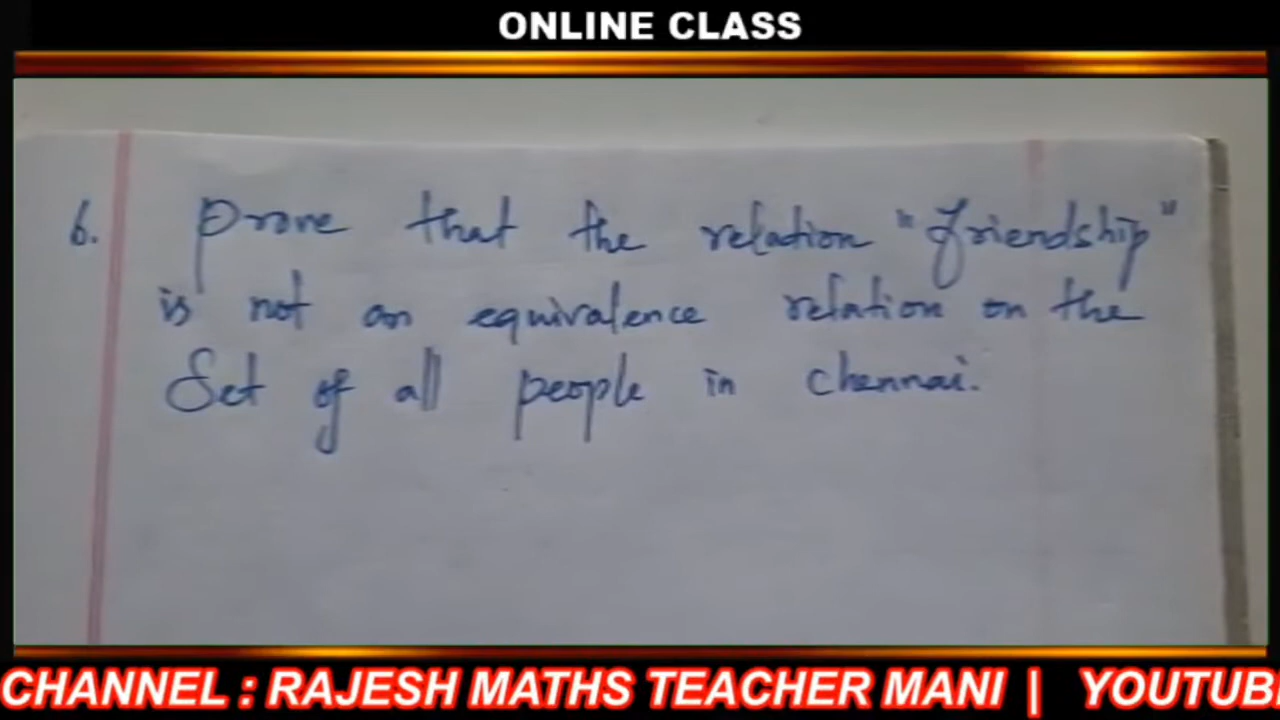 ONLINE CLASS
6. Prove that the relation "friendship"
is not an equivalence relation on the
Set of all people in chennai.
CHANNEL : RAJESH MATHS TEACHER MANI | YOUTUB